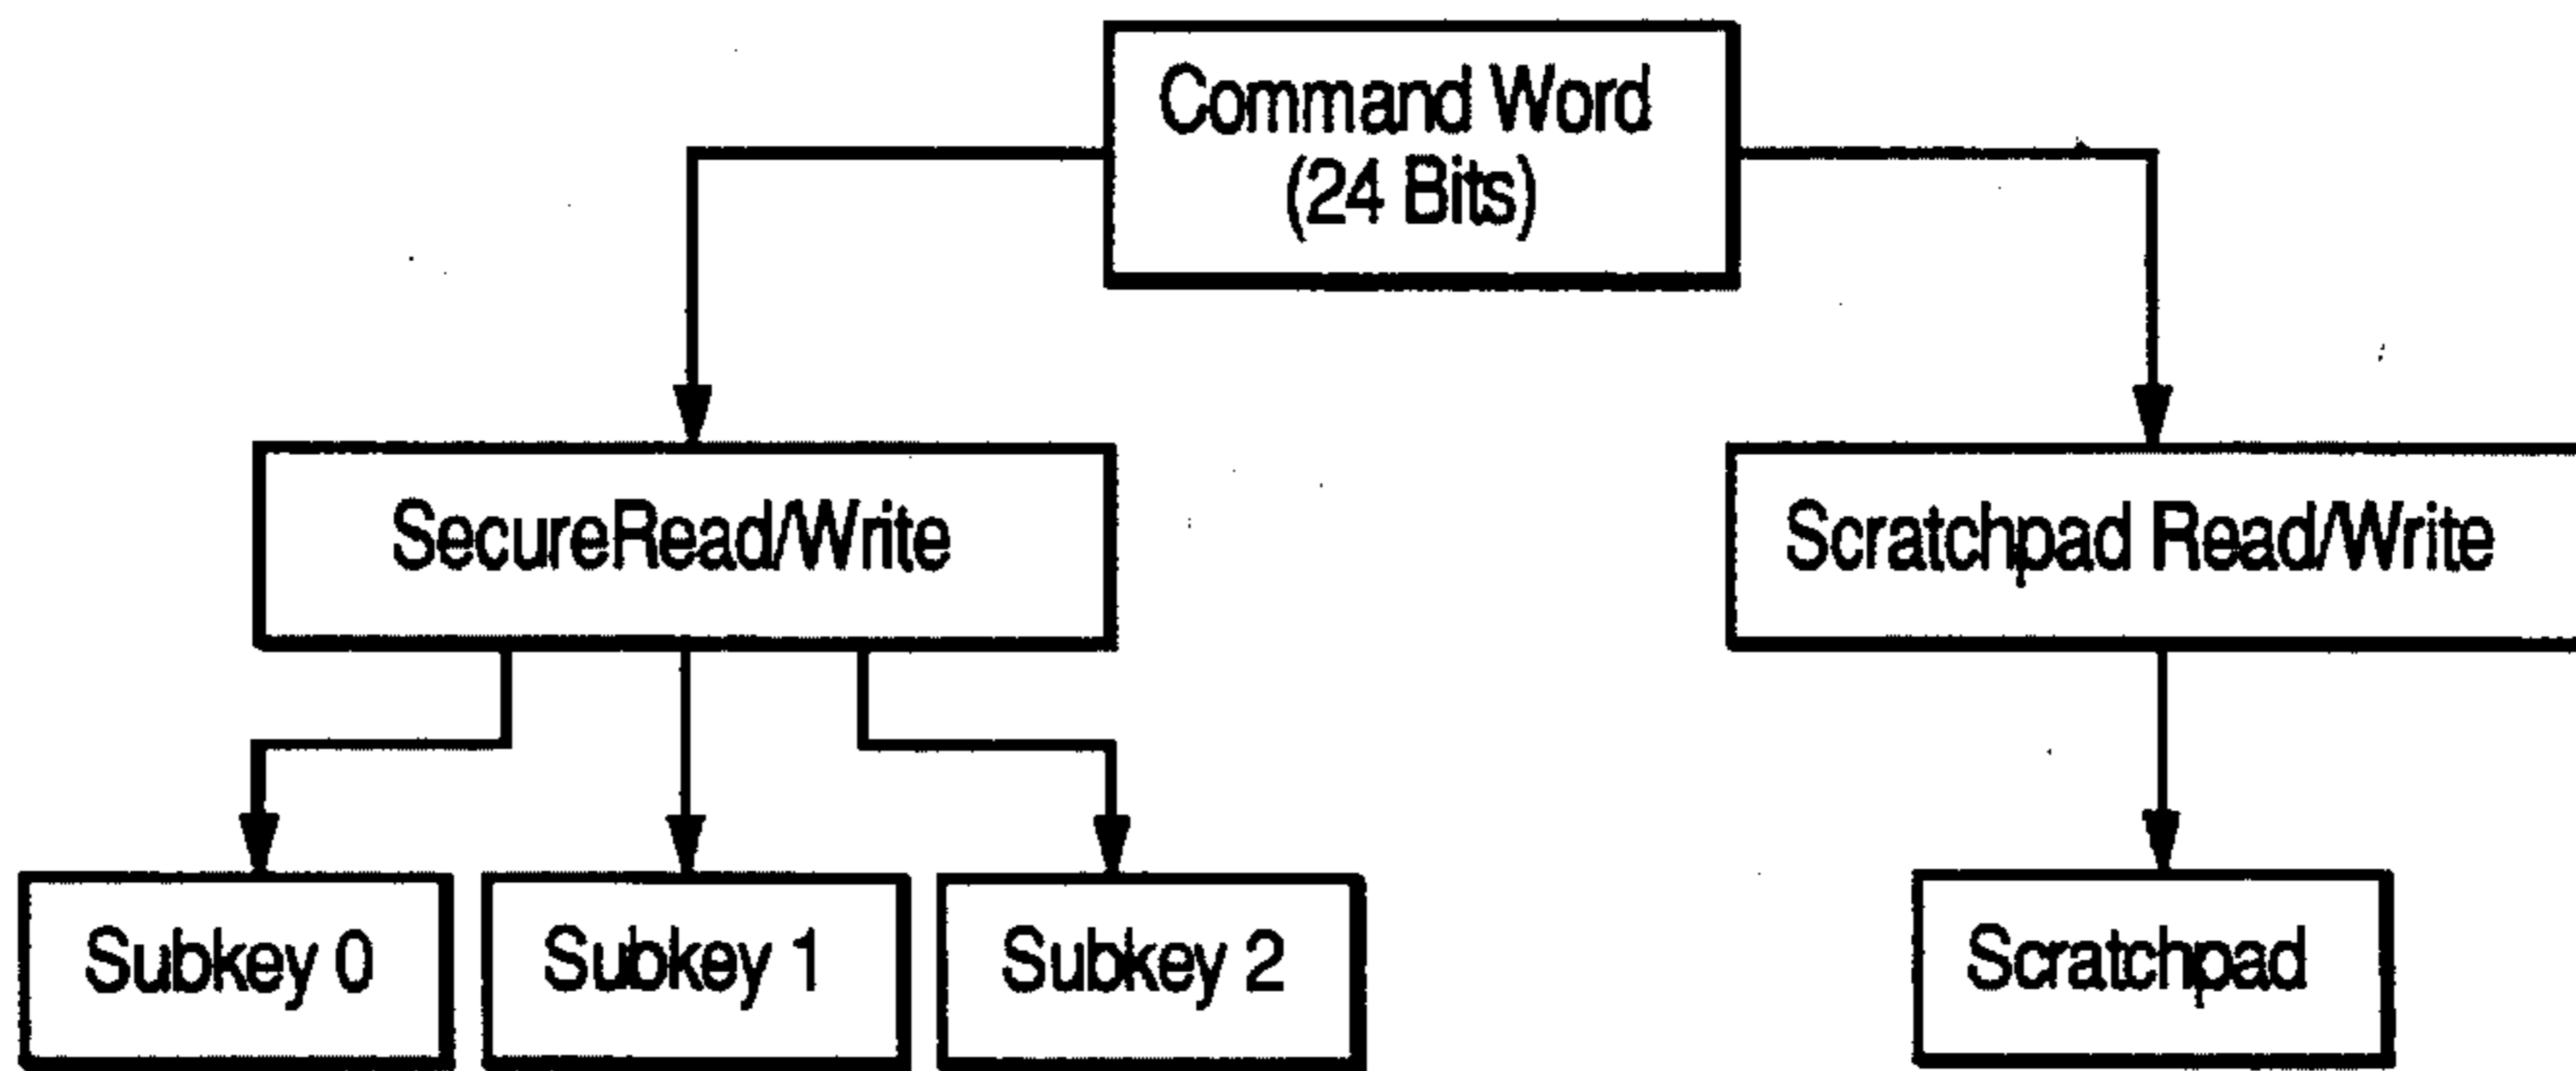 Command Word
(24 Bits)
SecureRead/Write
Scratchpad Read/Write
Subkey 0
Subkey 1
Subkey 2
Scratchpad